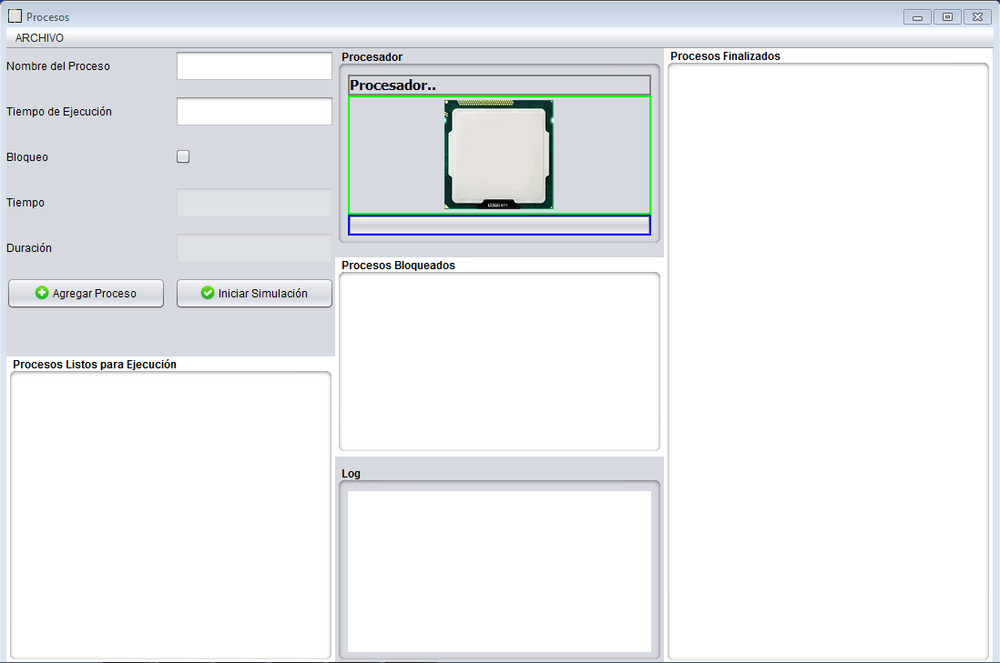 Procesos
ARCHIVO
Nombre del Proceso
Tiempo de Ejecución
Bloqueo
Tiempo
Duración
Agregar Proceso
Iniciar Simulación
Procesos Listos para Ejecución
Procesador
Procesador..
Procesos Bloqueados
Log
Procesos Finalizados